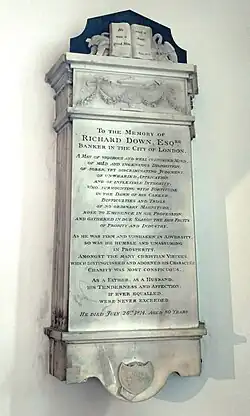 To the Memory of
Richard Down, Esqre
Banker in the City of London.
A Man of vigorous and well cultivated Mind,
of mild and ingenuous Disposition,
of sober, yet discriminating Judgment,
of unwearied Application
and of inflexible Integrity,
who surmounting with Fortitude
in the Dawn of his Career,
Difficulties and Trials
of no ordinary Magnitude,
rose to Eminence in his Profession,
and gathered in due Season the rich Fruits
of Probity and Industry.
As he was firm and unshaken in Adversity,
so was he humble and unassuming
in Prosperity.
Amongst the many Christian Virtues
which distinguished and adorned his Character
Charity was most conspicuous.
As a Father, as a Husband,
his Tenderness and Affection,
if ever equalled,
were never exceeded.
He died July 26th 1814. Aged 80 Years